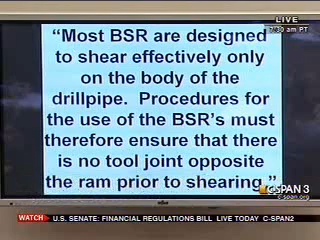 LIVE
7:30 am PT
"Most BSR are designed
to shear effectively only
on the body of the
drillpipe. Procedures for
the use of the BSR's must
therefore ensure that there
is no tool joint opposite
the ram prior to shearing."
C-SPAN 3
c-span.org
WATCH U.S. SENATE: FINANCIAL REGULATIONS BILL LIVE TODAY C-SPAN2